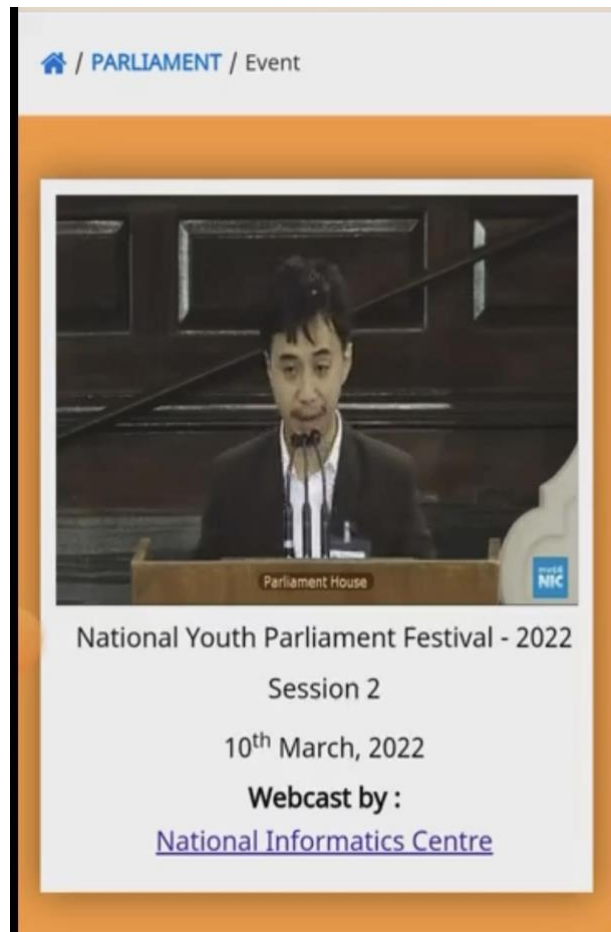 / PARLIAMENT / Event
Parliament House
NIC
National Youth Parliament Festival - 2022
Session 2
10th March, 2022
Webcast by :
National Informatics Centre